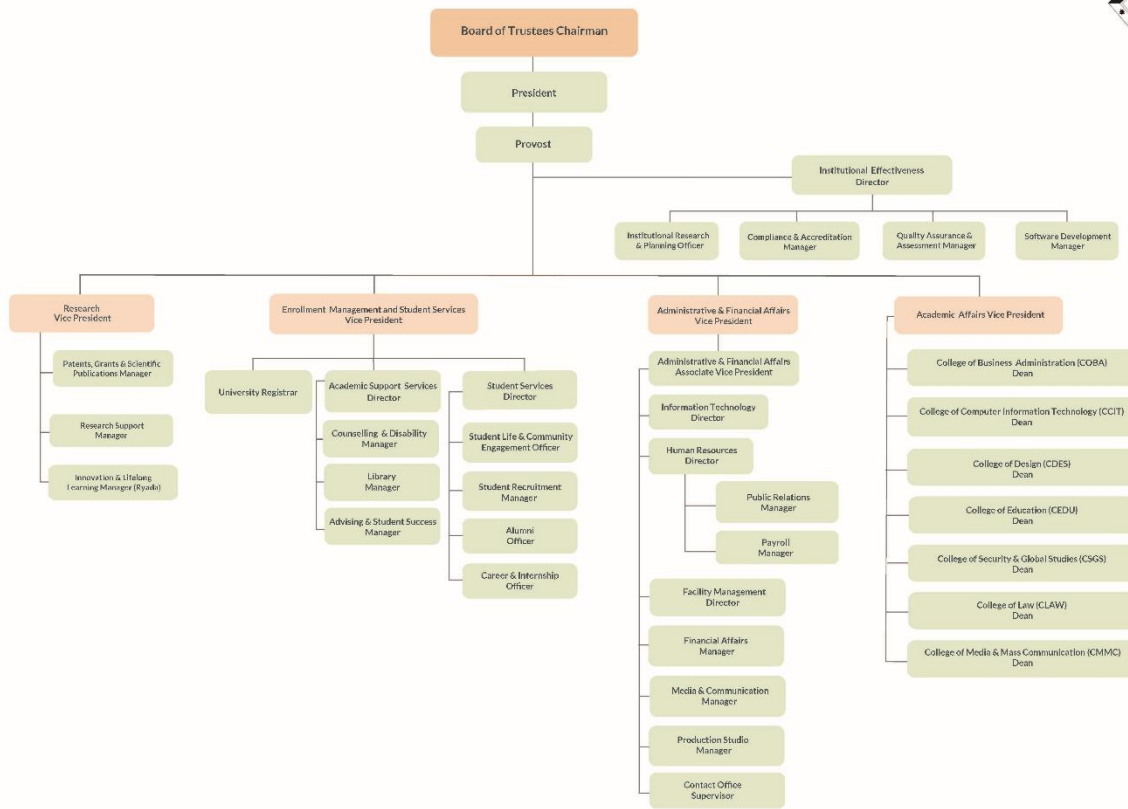 Board of Trustees Chairman
President
Provost
Institutional Effectiveness
Director
Institutional Research
& Planning Officer
Compliance & Accreditation
Manager
Quality Assurance &
Assessment Manager
Software Development
Manager
Research
Vice President
Patents, Grants & Scientific
Publications Manager
Research Support
Manager
Innovation & Lifelong
Learning Manager (Ryada)
Enrollment Management and Student Services
Vice President
University Registrar
Academic Support Services
Director
Counselling & Disability
Manager
Library
Manager
Advising & Student Success
Manager
Student Services
Director
Student Life & Community
Engagement Officer
Student Recruitment
Manager
Alumni
Officer
Career & Internship
Officer
Administrative & Financial Affairs
Vice President
Administrative & Financial Affairs
Associate Vice President
Information Technology
Director
Human Resources
Director
Public Relations
Manager
Payroll
Manager
Facility Management
Director
Financial Affairs
Manager
Media & Communication
Manager
Production Studio
Manager
Contact Office
Supervisor
Academic Affairs Vice President
College of Business Administration (COBA)
Dean
College of Computer Information Technology (CCIT)
Dean
College of Design (CDES)
Dean
College of Education (CEDU)
Dean
College of Security & Global Studies (CSGS)
Dean
College of Law (CLAW)
Dean
College of Media & Mass Communication (CMMC)
Dean